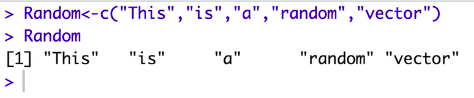 > Random<-c("This","is","a","random","vector")
> Random
[1] "This"   "is"     "a"      "random" "vector"
>